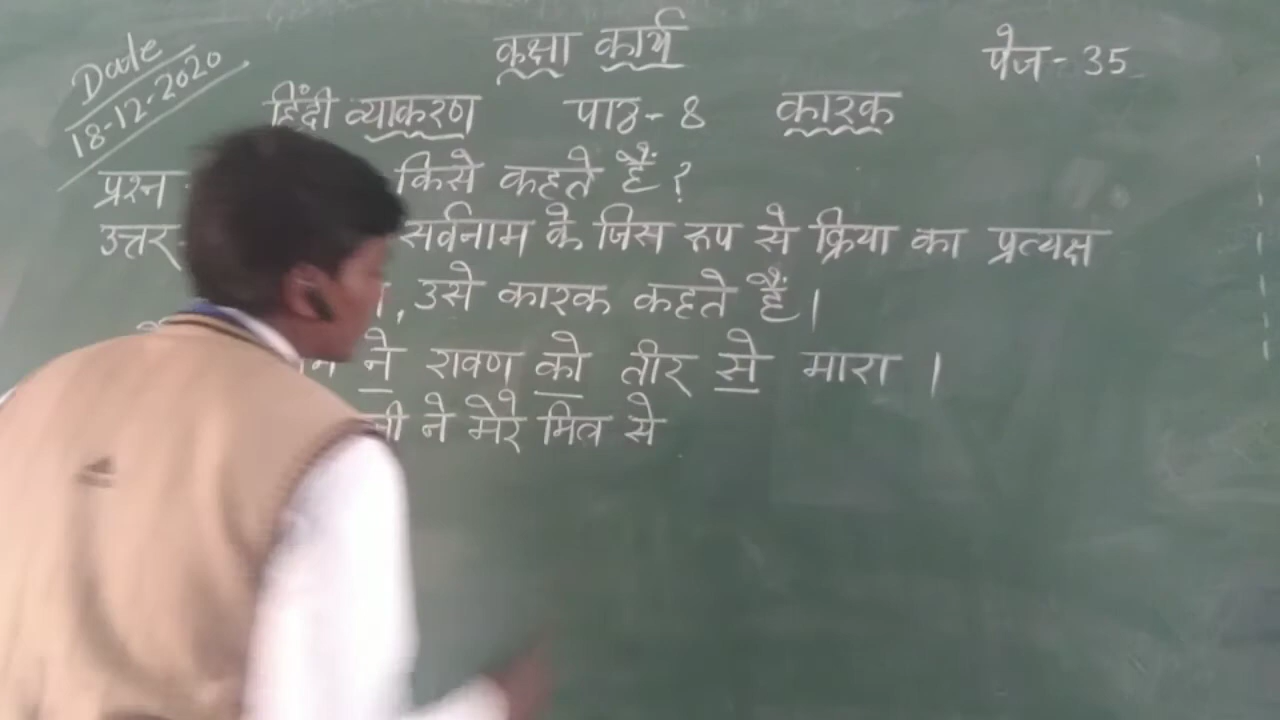 Date
18-12-2020
कक्षा कार्य
पेज - 35
हिंदी व्याकरण पाठ - 8 कारक
प्रश्न किसे कहते हैं ?
उत्तर सर्वनाम के जिस रूप से क्रिया का प्रत्यक्ष
, उसे कारक कहते हैं ।
ने रावण को तीर से मारा ।
ने मेरे मित्र से